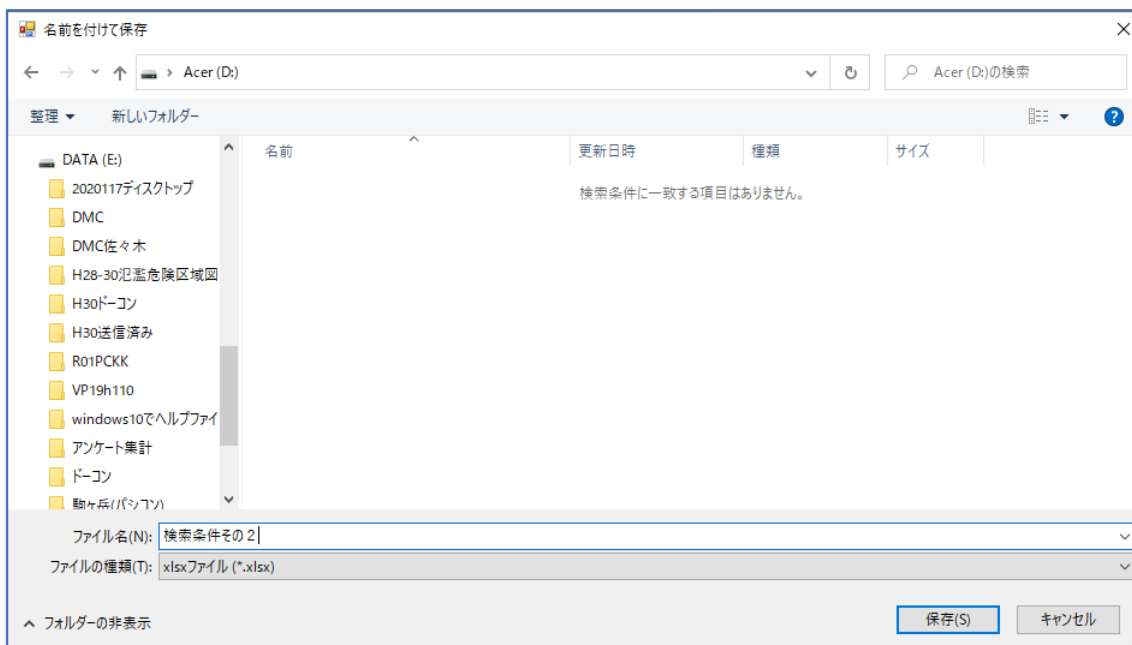 名前を付けて保存
Acer (D:)
Acer (D:)の検索
整理
新しいフォルダー
名前
更新日時
種類
サイズ
検索条件に一致する項目はありません。
DATA (E:)
2020117ディスクトップ
DMC
DMC佐々木
H28-30氾濫危険区域図
H30ドーコン
H30送信済み
R01PCKK
VP19h110
windows10でヘルプファイ
アンケート集計
ドーコン
駒ヶ岳(パシコン)
ファイル名(N):
検索条件その２
ファイルの種類(T):
xlsxファイル (*.xlsx)
フォルダーの非表示
保存(S)
キャンセル